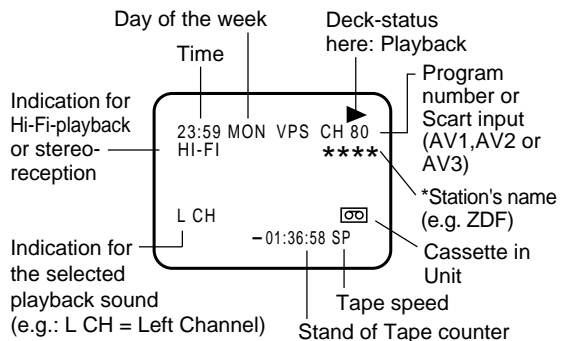 Day of the week
Time
Deck-status
here: Playback
Program
number or
Scart input
(AV1,AV2 or
AV3)
Indication for
Hi-Fi-playback
or stereo-
reception
23:59 MON VPS CH 80
HI-FI ****
*Station's name
(e.g. ZDF)
L CH
–01:36:58 SP
Indication for
the selected
playback sound
(e.g.: L CH = Left Channel)
Cassette in
Unit
Tape speed
Stand of Tape counter